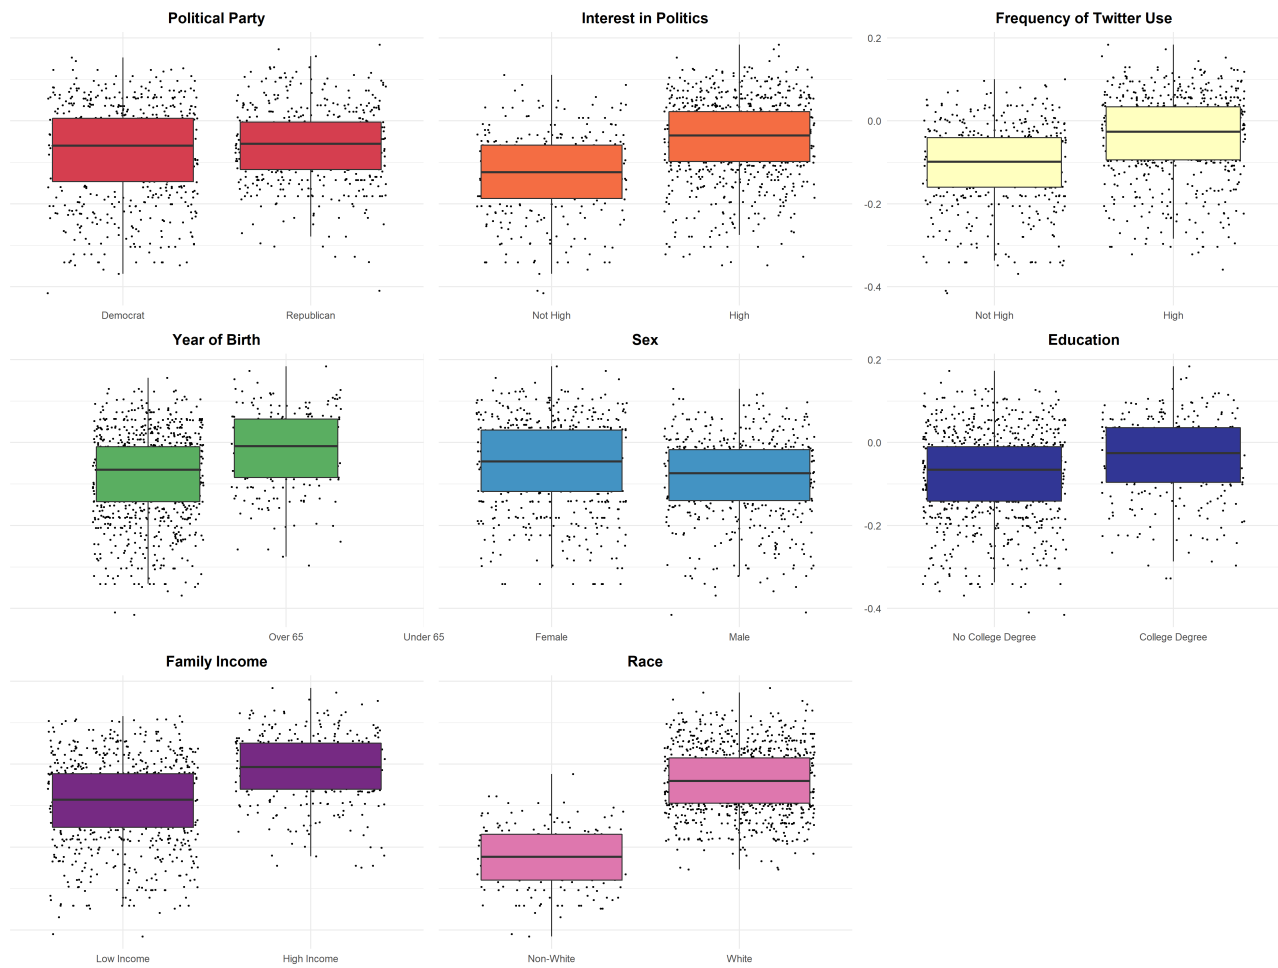 Political Party
Interest in Politics
Frequency of Twitter Use
0.2
0.0
-0.2
-0.4
Democrat Republican
Not High High
Not High High
Year of Birth
Sex
Education
0.2
0.0
-0.2
-0.4
Over 65 Under 65
Female Male
No College Degree College Degree
Family Income
Race
Low Income High Income
Non-White White